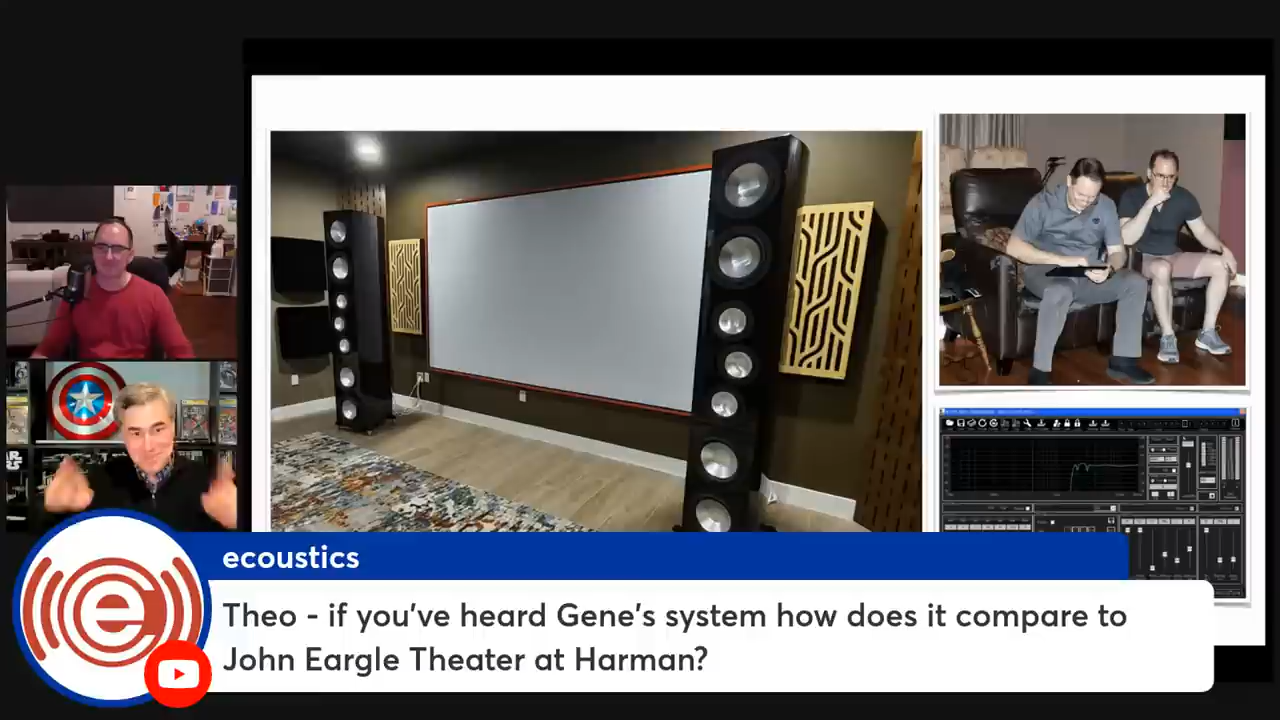 ecoustics
Theo - if you've heard Gene's system how does it compare to
John Eargle Theater at Harman?